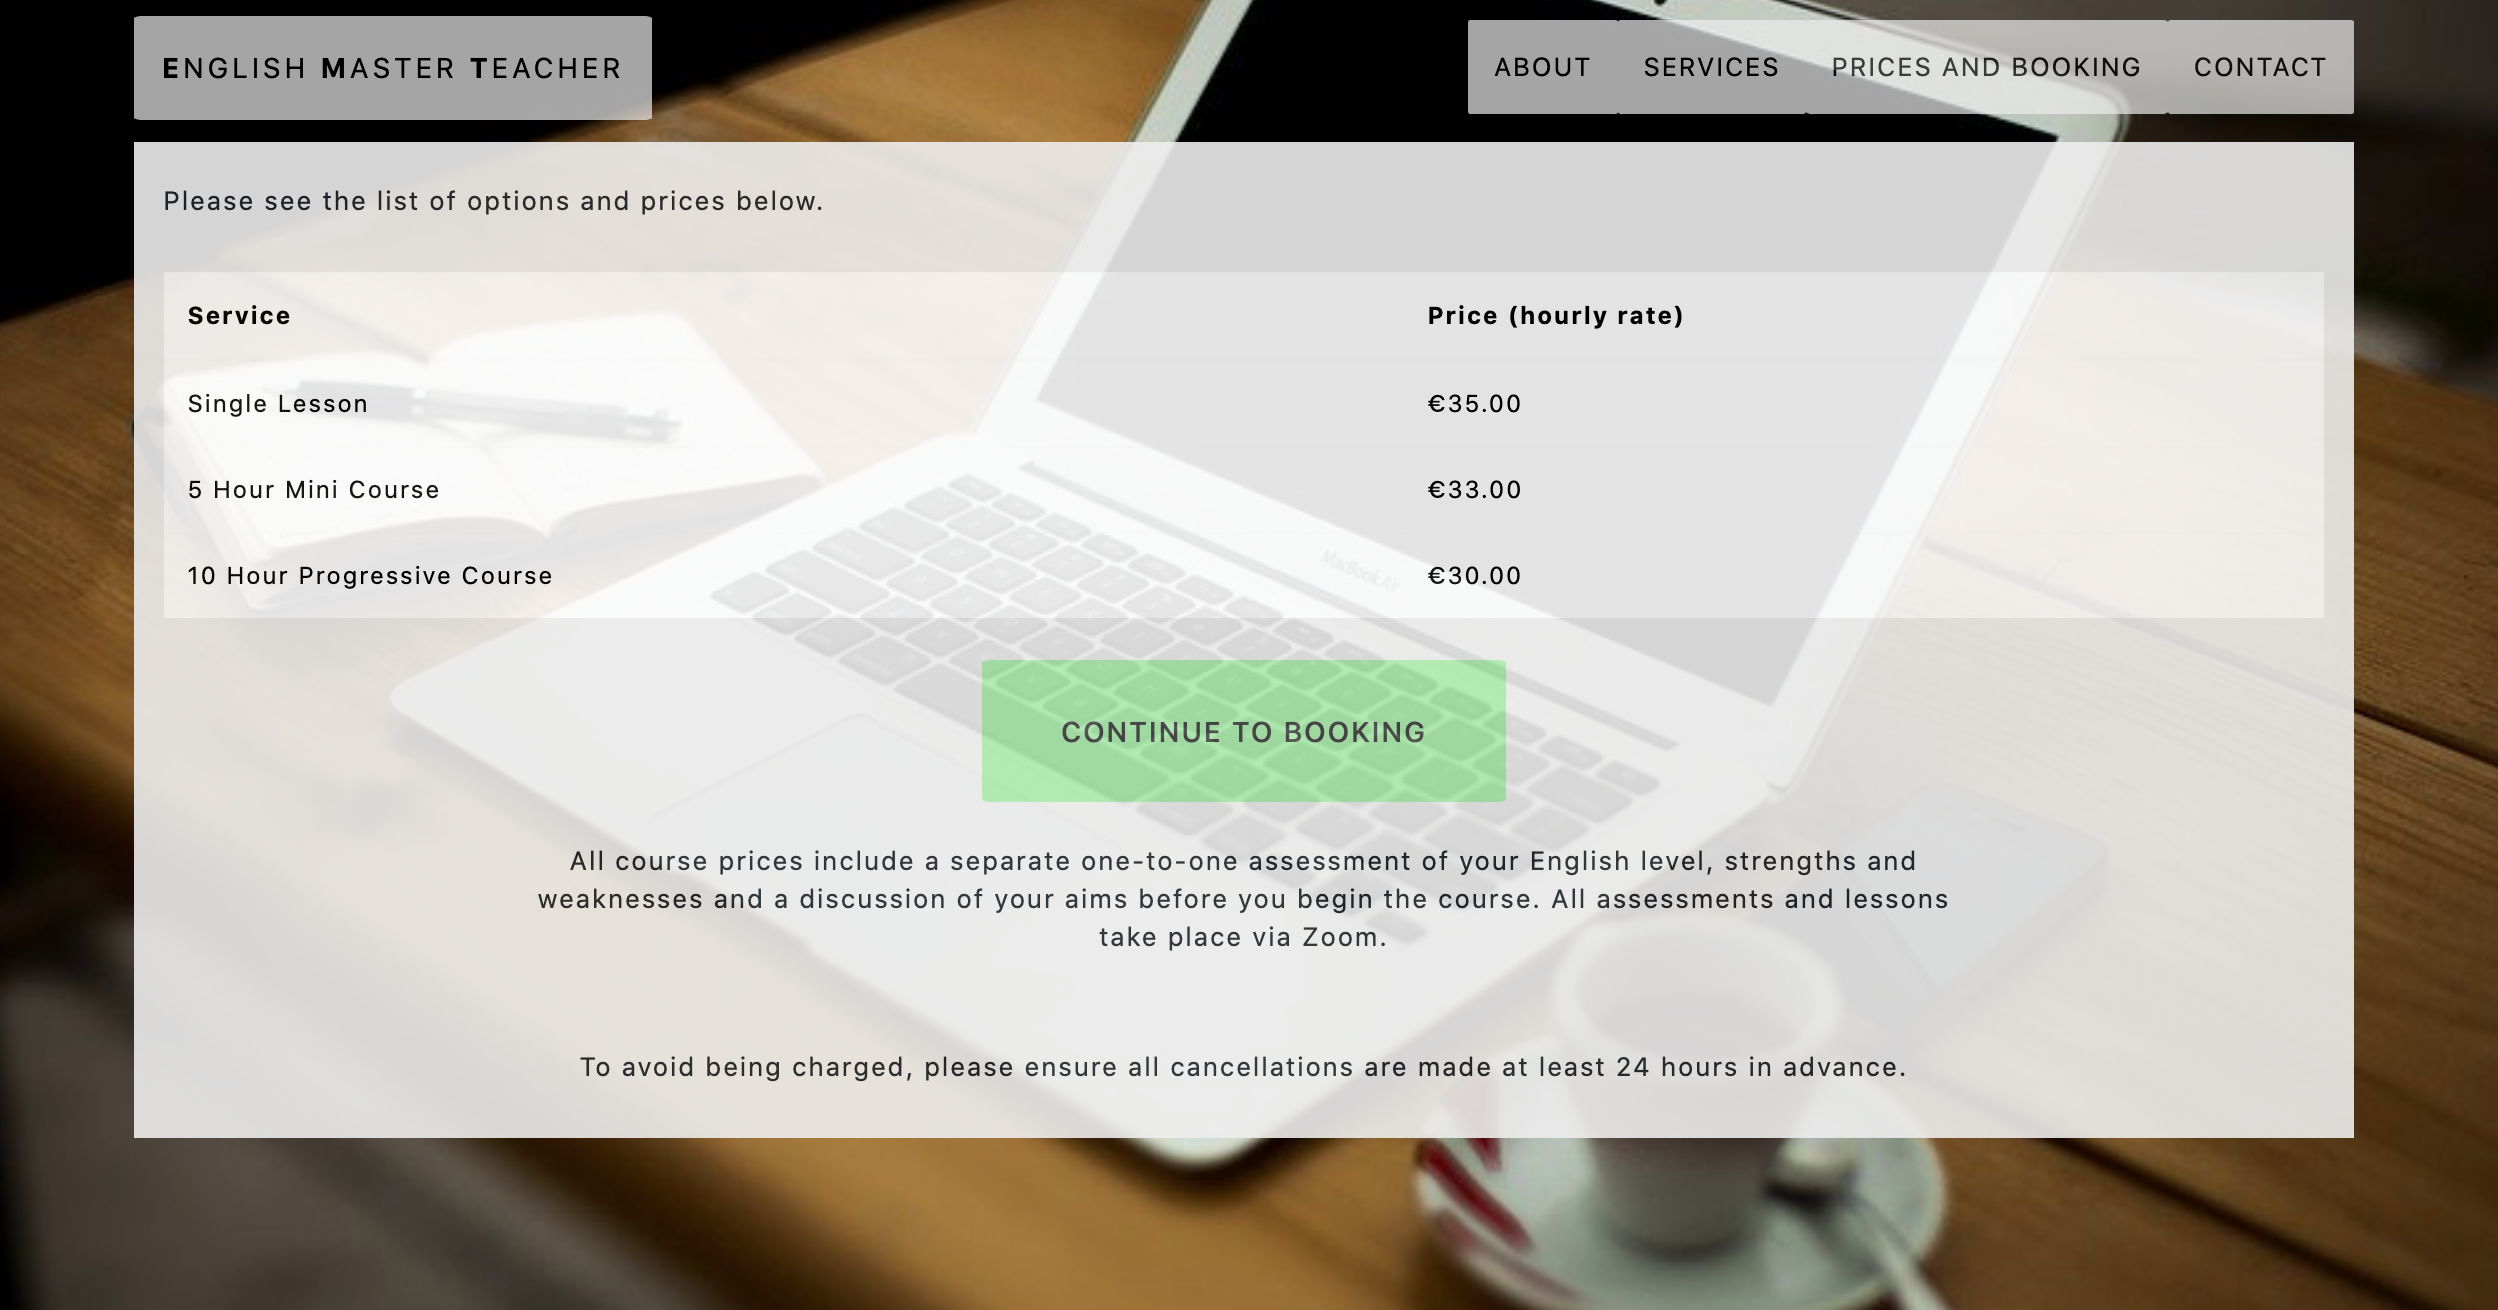 ENGLISH MASTER TEACHER
ABOUT SERVICES PRICES AND BOOKING CONTACT
Please see the list of options and prices below.
Service Price (hourly rate)
Single Lesson €35.00
5 Hour Mini Course €33.00
MacBook Air
10 Hour Progressive Course €30.00
CONTINUE TO BOOKING
All course prices include a separate one-to-one assessment of your English level, strengths and
weaknesses and a discussion of your aims before you begin the course. All assessments and lessons
take place via Zoom.
To avoid being charged, please ensure all cancellations are made at least 24 hours in advance.